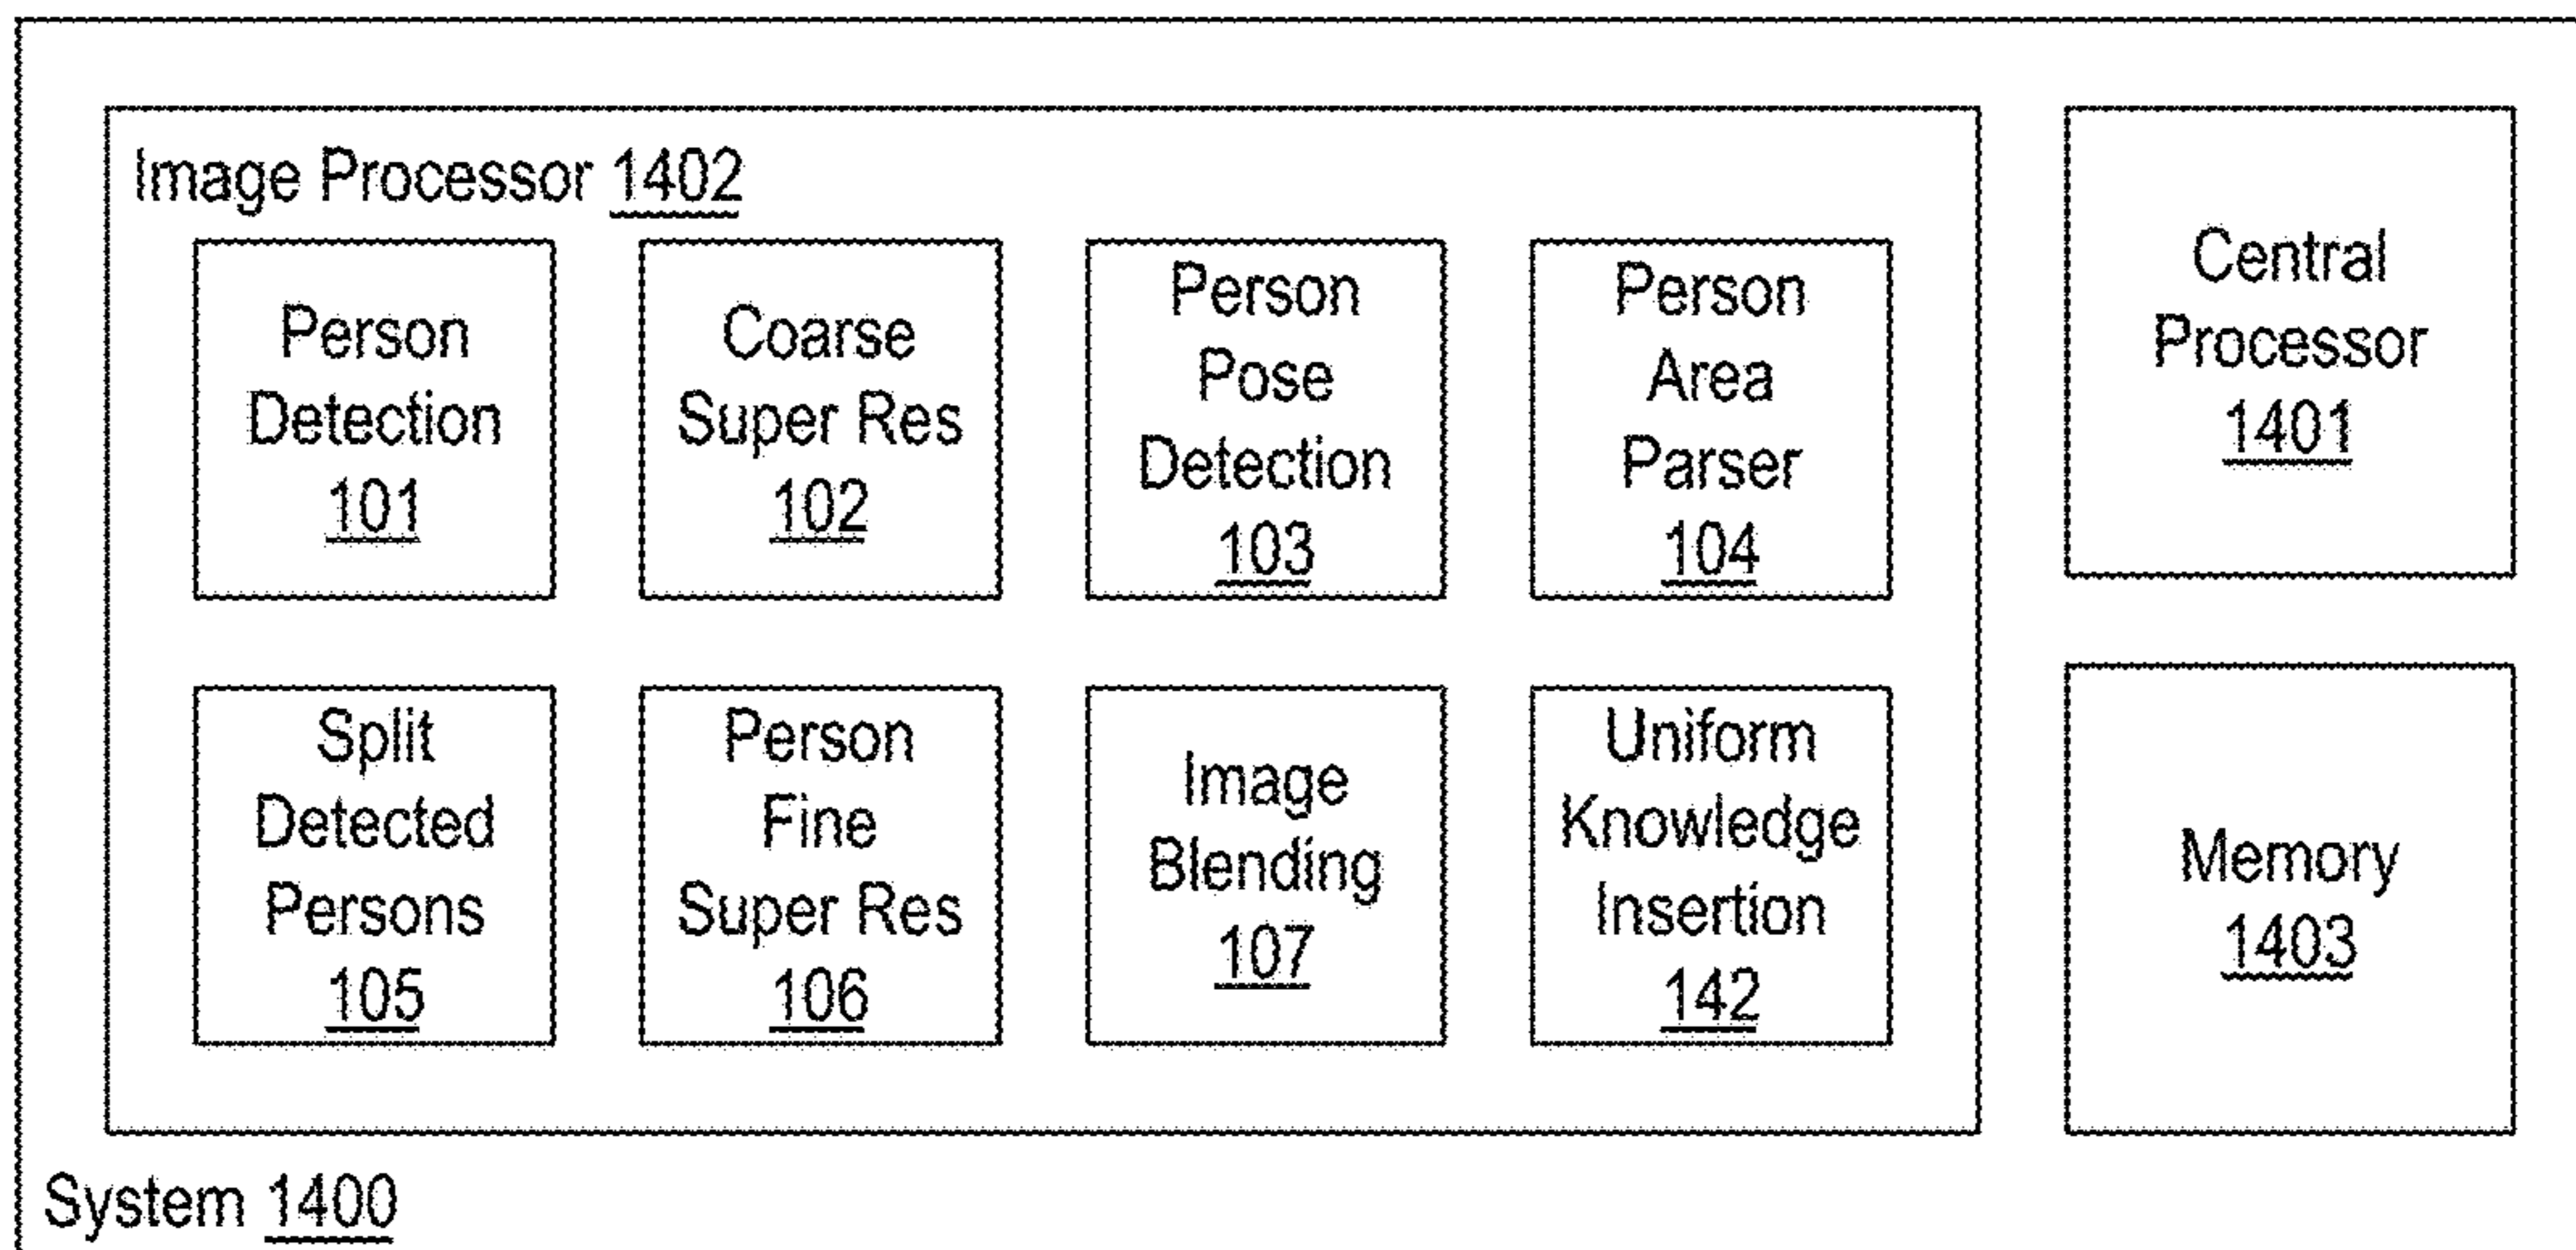 Image Processor 1402
Person
Detection
101
Coarse
Super Res
102
Person
Pose
Detection
103
Person
Area
Parser
104
Split
Detected
Persons
105
Person
Fine
Super Res
106
Image
Blending
107
Uniform
Knowledge
Insertion
142
Central
Processor
1401
Memory
1403
System 1400